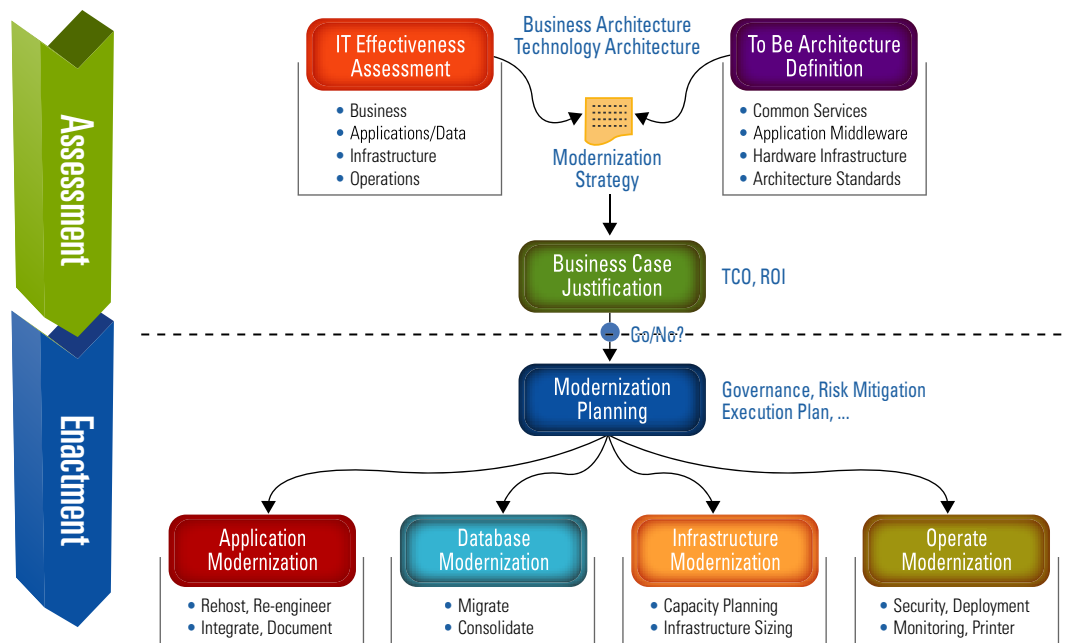 Assessment
IT Effectiveness
Assessment
Business
Applications/Data
Infrastructure
Operations
Business Architecture
Technology Architecture
Modernization
Strategy
To Be Architecture
Definition
Common Services
Application Middleware
Hardware Infrastructure
Architecture Standards
Business Case
Justification
TCO, ROI
Go/No?
Enactment
Modernization
Planning
Governance, Risk Mitigation
Execution Plan, ...
Application
Modernization
Rehost, Re-engineer
Integrate, Document
Database
Modernization
Migrate
Consolidate
Infrastructure
Modernization
Capacity Planning
Infrastructure Sizing
Operate
Modernization
Security, Deployment
Monitoring, Printer